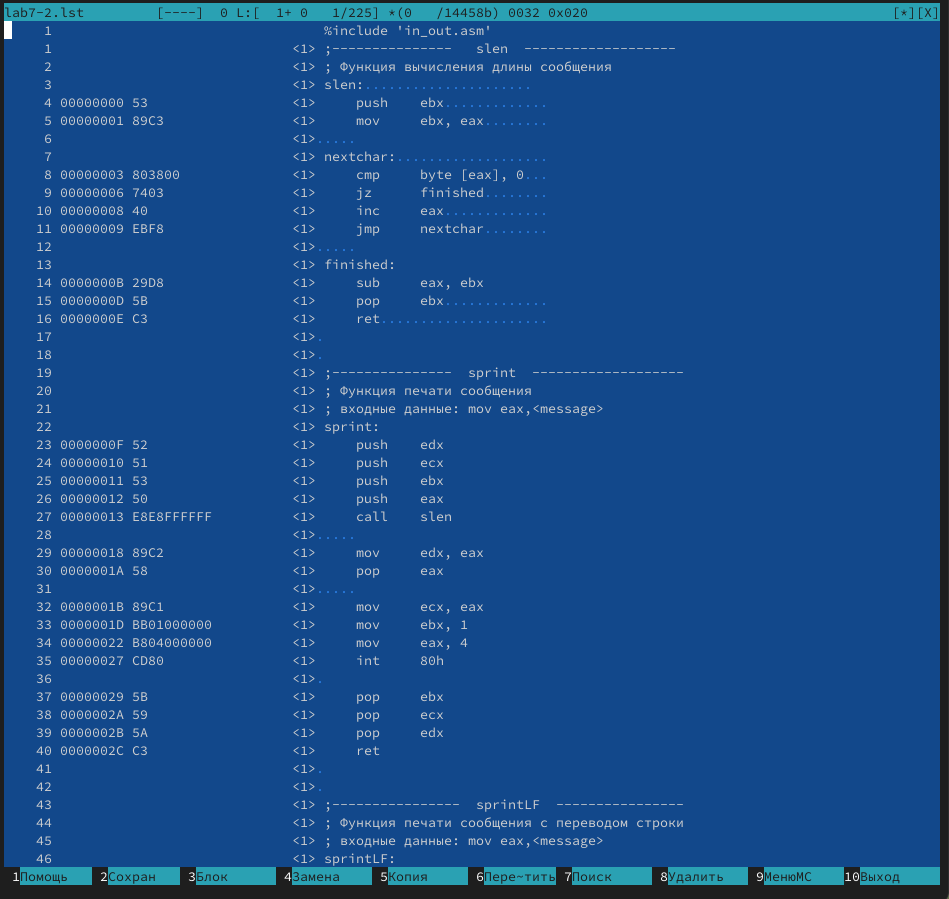 lab7-2.lst [----] 0 L:[ 1+ 0 1/225] *(0 /14458b) 0032 0x020 [*][X]
1 %include 'in_out.asm'
1 <1> ;--------------- slen -------------------
2 <1> ; Функция вычисления длины сообщения
3 <1> slen:.....................
4 00000000 53 <1> push ebx.............
5 00000001 89C3 <1> mov ebx, eax........
6 <1>.....
7 <1> nextchar:...................
8 00000003 803800 <1> cmp byte [eax], 0...
9 00000006 7403 <1> jz finished........
10 00000008 40 <1> inc eax.............
11 00000009 EBF8 <1> jmp nextchar........
12 <1>.....
13 <1> finished:
14 0000000B 29D8 <1> sub eax, ebx
15 0000000D 5B <1> pop ebx.............
16 0000000E C3 <1> ret.....................
17 <1>.
18 <1>.
19 <1> ;--------------- sprint -------------------
20 <1> ; Функция печати сообщения
21 <1> ; входные данные: mov eax,<message>
22 <1> sprint:
23 0000000F 52 <1> push edx
24 00000010 51 <1> push ecx
25 00000011 53 <1> push ebx
26 00000012 50 <1> push eax
27 00000013 E8E8FFFFFF <1> call slen
28 <1>.....
29 00000018 89C2 <1> mov edx, eax
30 0000001A 58 <1> pop eax
31 <1>.....
32 0000001B 89C1 <1> mov ecx, eax
33 0000001D BB01000000 <1> mov ebx, 1
34 00000022 B804000000 <1> mov eax, 4
35 00000027 CD80 <1> int 80h
36 <1>.
37 00000029 5B <1> pop ebx
38 0000002A 59 <1> pop ecx
39 0000002B 5A <1> pop edx
40 0000002C C3 <1> ret
41 <1>.
42 <1>.
43 <1> ;---------------- sprintLF ----------------
44 <1> ; Функция печати сообщения с переводом строки
45 <1> ; входные данные: mov eax,<message>
46 <1> sprintLF:
1Помощь 2Сохран 3Блок 4Замена 5Копия 6Пере~тить 7Поиск 8Удалить 9МенюMC 10Выход